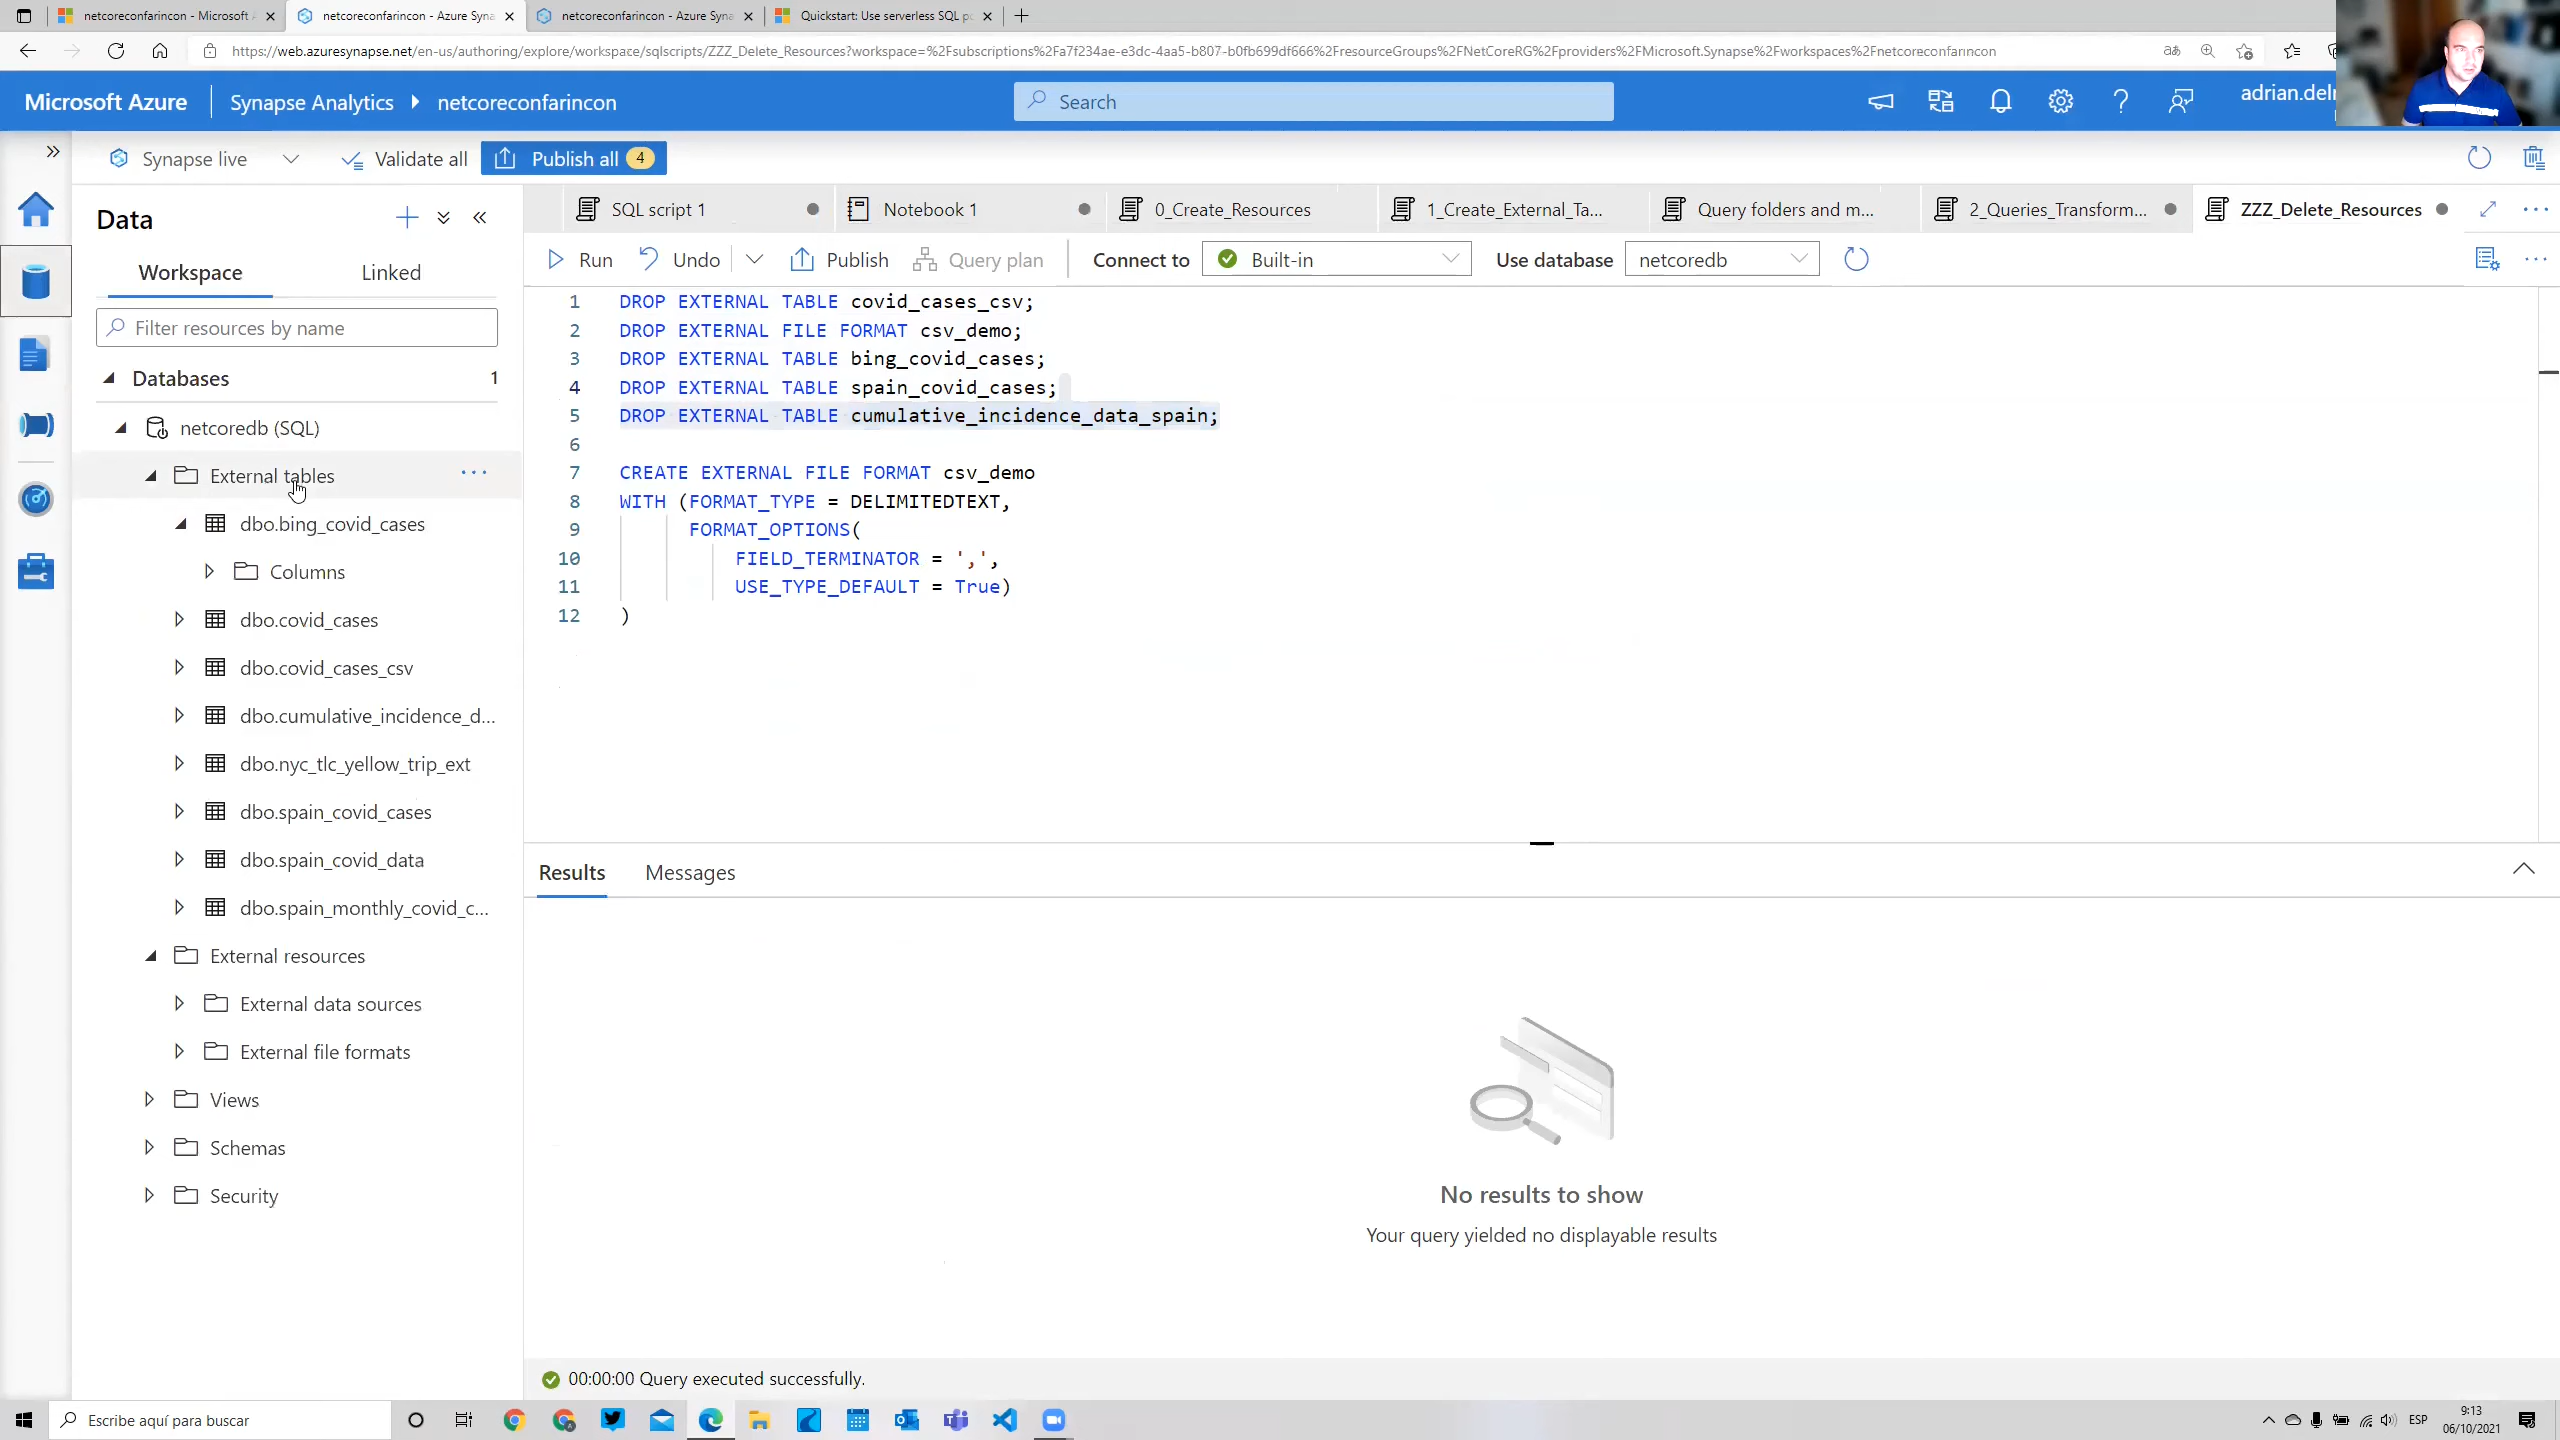 netcoreconfarincon - Microsoft A
netcoreconfarincon - Azure Syna
netcoreconfarincon - Azure Syna
Quickstart: Use serverless SQL po
https://web.azuresynapse.net/en-us/authoring/explore/workspace/sqlscripts/ZZZ_Delete_Resources?workspace=%2Fsubscriptions%2Fa7f234ae-e3dc-4aa5-b807-b0fb699df666%2FresourceGroups%2FNetCoreRG%2Fproviders%2FMicrosoft.Synapse%2Fworkspaces%2Fnetcoreconfarincon
Microsoft Azure
Synapse Analytics
netcoreconfarincon
Search
adrian.delr
Synapse live
Validate all
Publish all
4
Data
Workspace
Linked
Filter resources by name
Databases
1
netcoredb (SQL)
External tables
dbo.bing_covid_cases
Columns
dbo.covid_cases
dbo.covid_cases_csv
dbo.cumulative_incidence_d...
dbo.nyc_tlc_yellow_trip_ext
dbo.spain_covid_cases
dbo.spain_covid_data
dbo.spain_monthly_covid_c...
External resources
External data sources
External file formats
Views
Schemas
Security
SQL script 1
Notebook 1
0_Create_Resources
1_Create_External_Ta...
Query folders and m...
2_Queries_Transform...
ZZZ_Delete_Resources
Run
Undo
Publish
Query plan
Connect to
Built-in
Use database
netcoredb
1 DROP EXTERNAL TABLE covid_cases_csv;
2 DROP EXTERNAL FILE FORMAT csv_demo;
3 DROP EXTERNAL TABLE bing_covid_cases;
4 DROP EXTERNAL TABLE spain_covid_cases;
5 DROP EXTERNAL TABLE cumulative_incidence_data_spain;
6
7 CREATE EXTERNAL FILE FORMAT csv_demo
8 WITH (FORMAT_TYPE = DELIMITEDTEXT,
9 FORMAT_OPTIONS(
10 FIELD_TERMINATOR = ',',
11 USE_TYPE_DEFAULT = True)
12 )
Results
Messages
No results to show
Your query yielded no displayable results
00:00:00 Query executed successfully.
Escribe aquí para buscar
ESP
9:13
06/10/2021